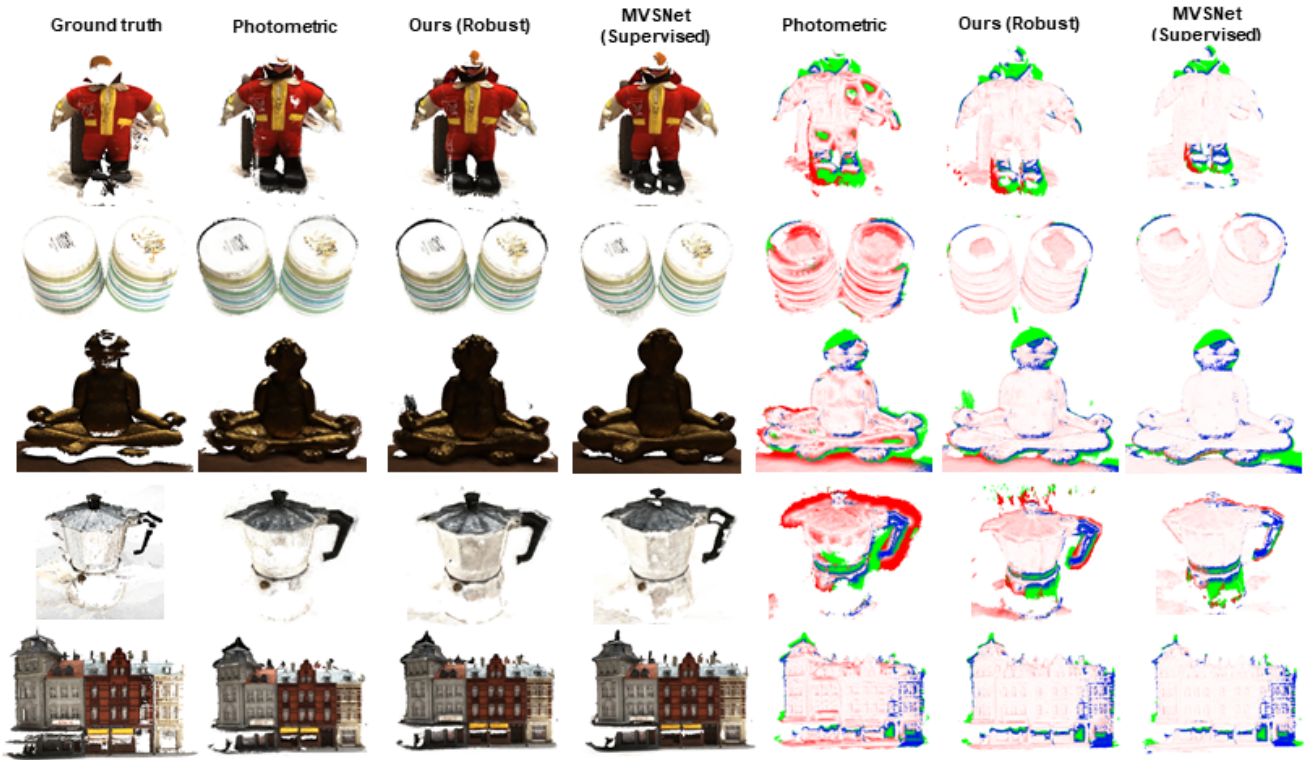 Ground truth
Photometric
Ours (Robust)
MVSNet
(Supervised)
Photometric
Ours (Robust)
MVSNet
(Supervised)